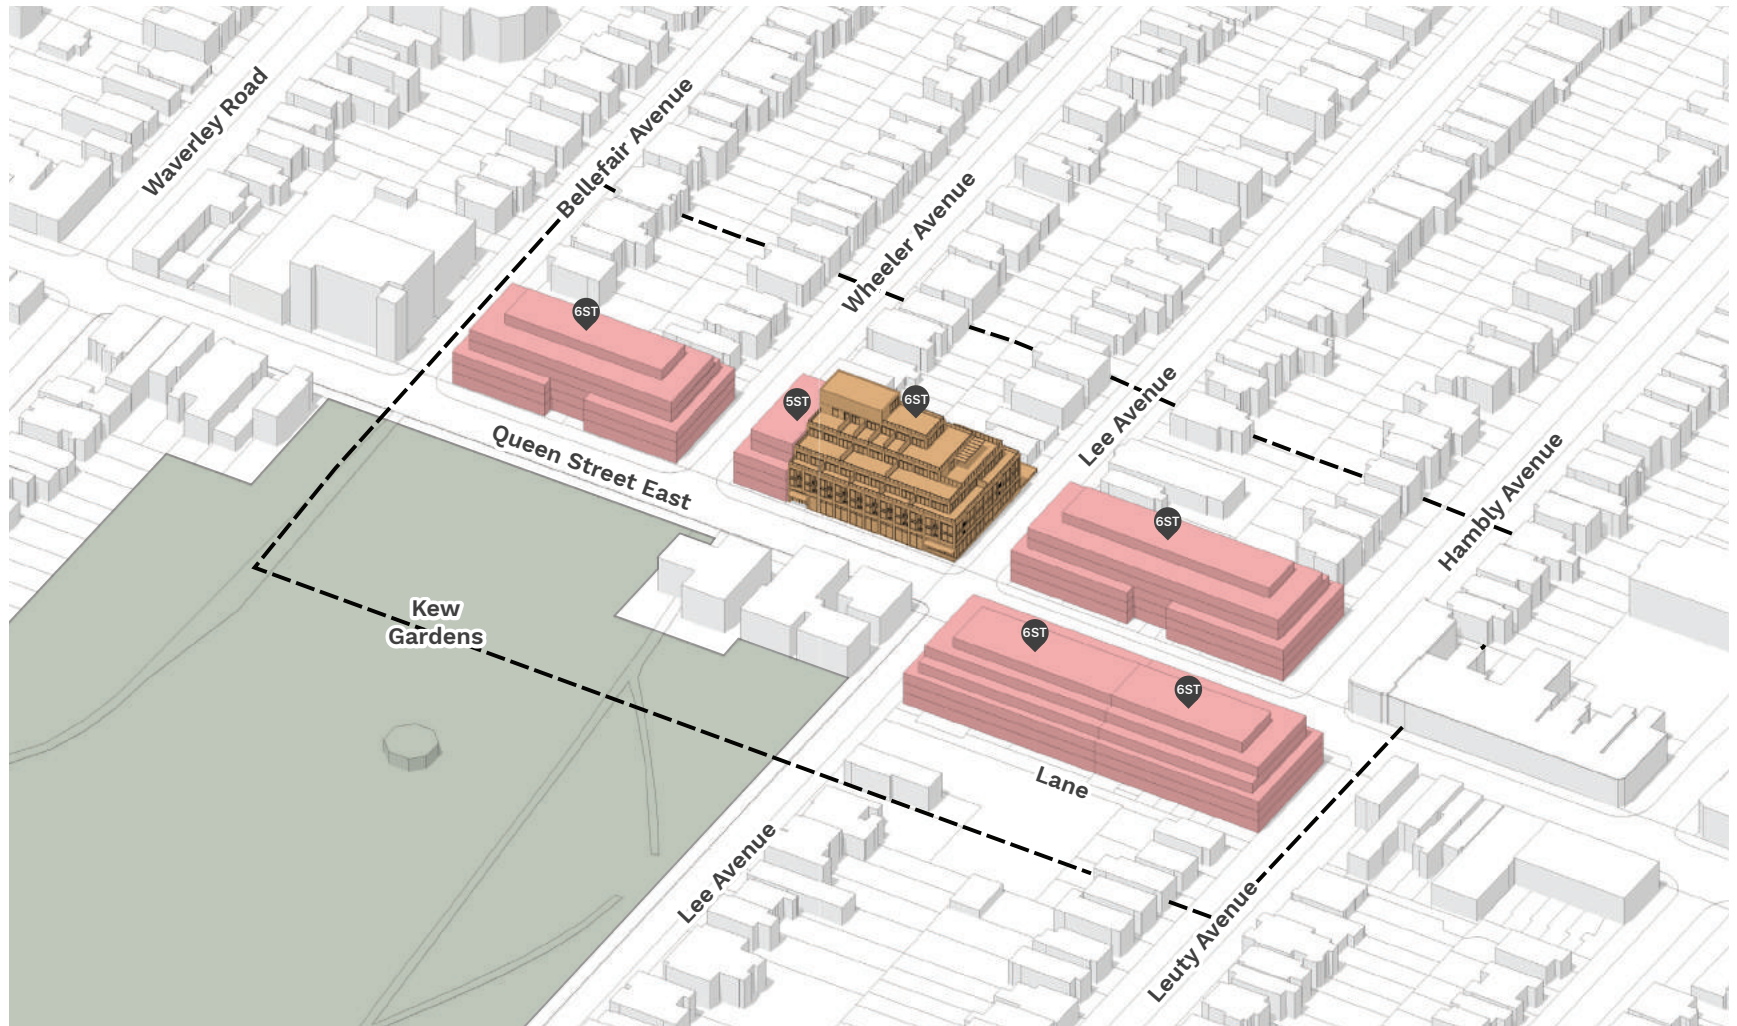 Waverley Road
Bellefair Avenue
Wheeler Avenue
6ST
5ST
6ST
Lee Avenue
Queen Street East
Hambly Avenue
6ST
Kew
Gardens
6ST
6ST
Lane
Lee Avenue
Leuty Avenue